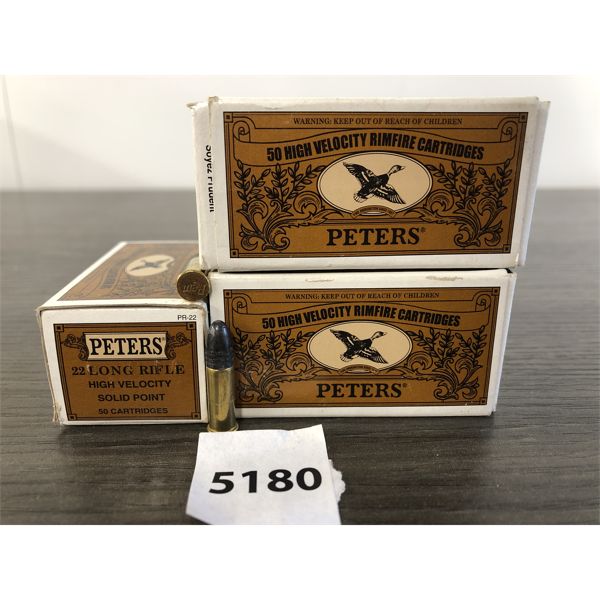 WARNING: KEEP OUT OF REACH OF CHILDREN
50 HIGH VELOCITY RIMFIRE CARTRIDGES
PETERS®
WARNING: KEEP OUT OF REACH OF CHILDREN
50 HIGH VELOCITY RIMFIRE CARTRIDGES
PETERS®
PR-22
PETERS®
22 LONG RIFLE
HIGH VELOCITY
SOLID POINT
50 CARTRIDGES
Rem
5180